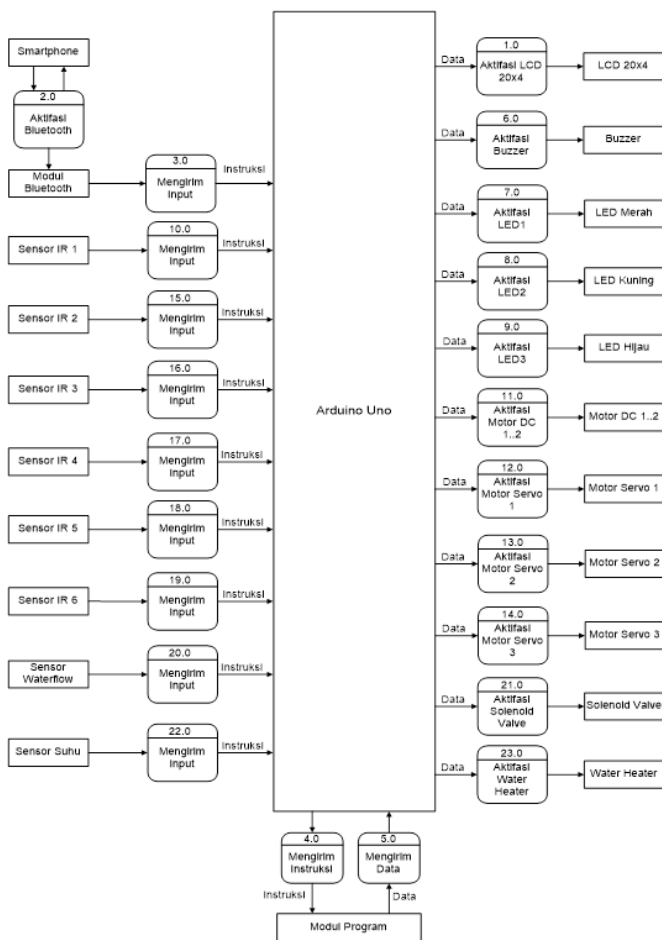 Smartphone
2.0
Aktifasi
Bluetooth
Modul
Bluetooth
3.0
Mengirim
Input
Instruksi
Sensor IR 1
10.0
Mengirim
Input
Instruksi
Sensor IR 2
15.0
Mengirim
Input
Instruksi
Sensor IR 3
16.0
Mengirim
Input
Instruksi
Sensor IR 4
17.0
Mengirim
Input
Instruksi
Sensor IR 5
18.0
Mengirim
Input
Instruksi
Sensor IR 6
19.0
Mengirim
Input
Instruksi
Sensor
Waterflow
20.0
Mengirim
Input
Instruksi
Sensor Suhu
22.0
Mengirim
Input
Instruksi
Arduino Uno
Data
1.0
Aktifasi LCD
20x4
LCD 20x4
Data
6.0
Aktifasi
Buzzer
Buzzer
Data
7.0
Aktifasi
LED1
LED Merah
Data
8.0
Aktifasi
LED2
LED Kuning
Data
9.0
Aktifasi
LED3
LED Hijau
Data
11.0
Aktifasi
Motor DC
1..2
Motor DC 1..2
Data
12.0
Aktifasi
Motor Servo
1
Motor Servo 1
Data
13.0
Aktifasi
Motor Servo
2
Motor Servo 2
Data
14.0
Aktifasi
Motor Servo
3
Motor Servo 3
Data
21.0
Aktifasi
Solenoid
Valve
Solenoid Valve
Data
23.0
Aktifasi
Water
Heater
Water Heater
4.0
Mengirim
Instruksi
Instruksi
5.0
Mengirim
Data
Data
Modul Program